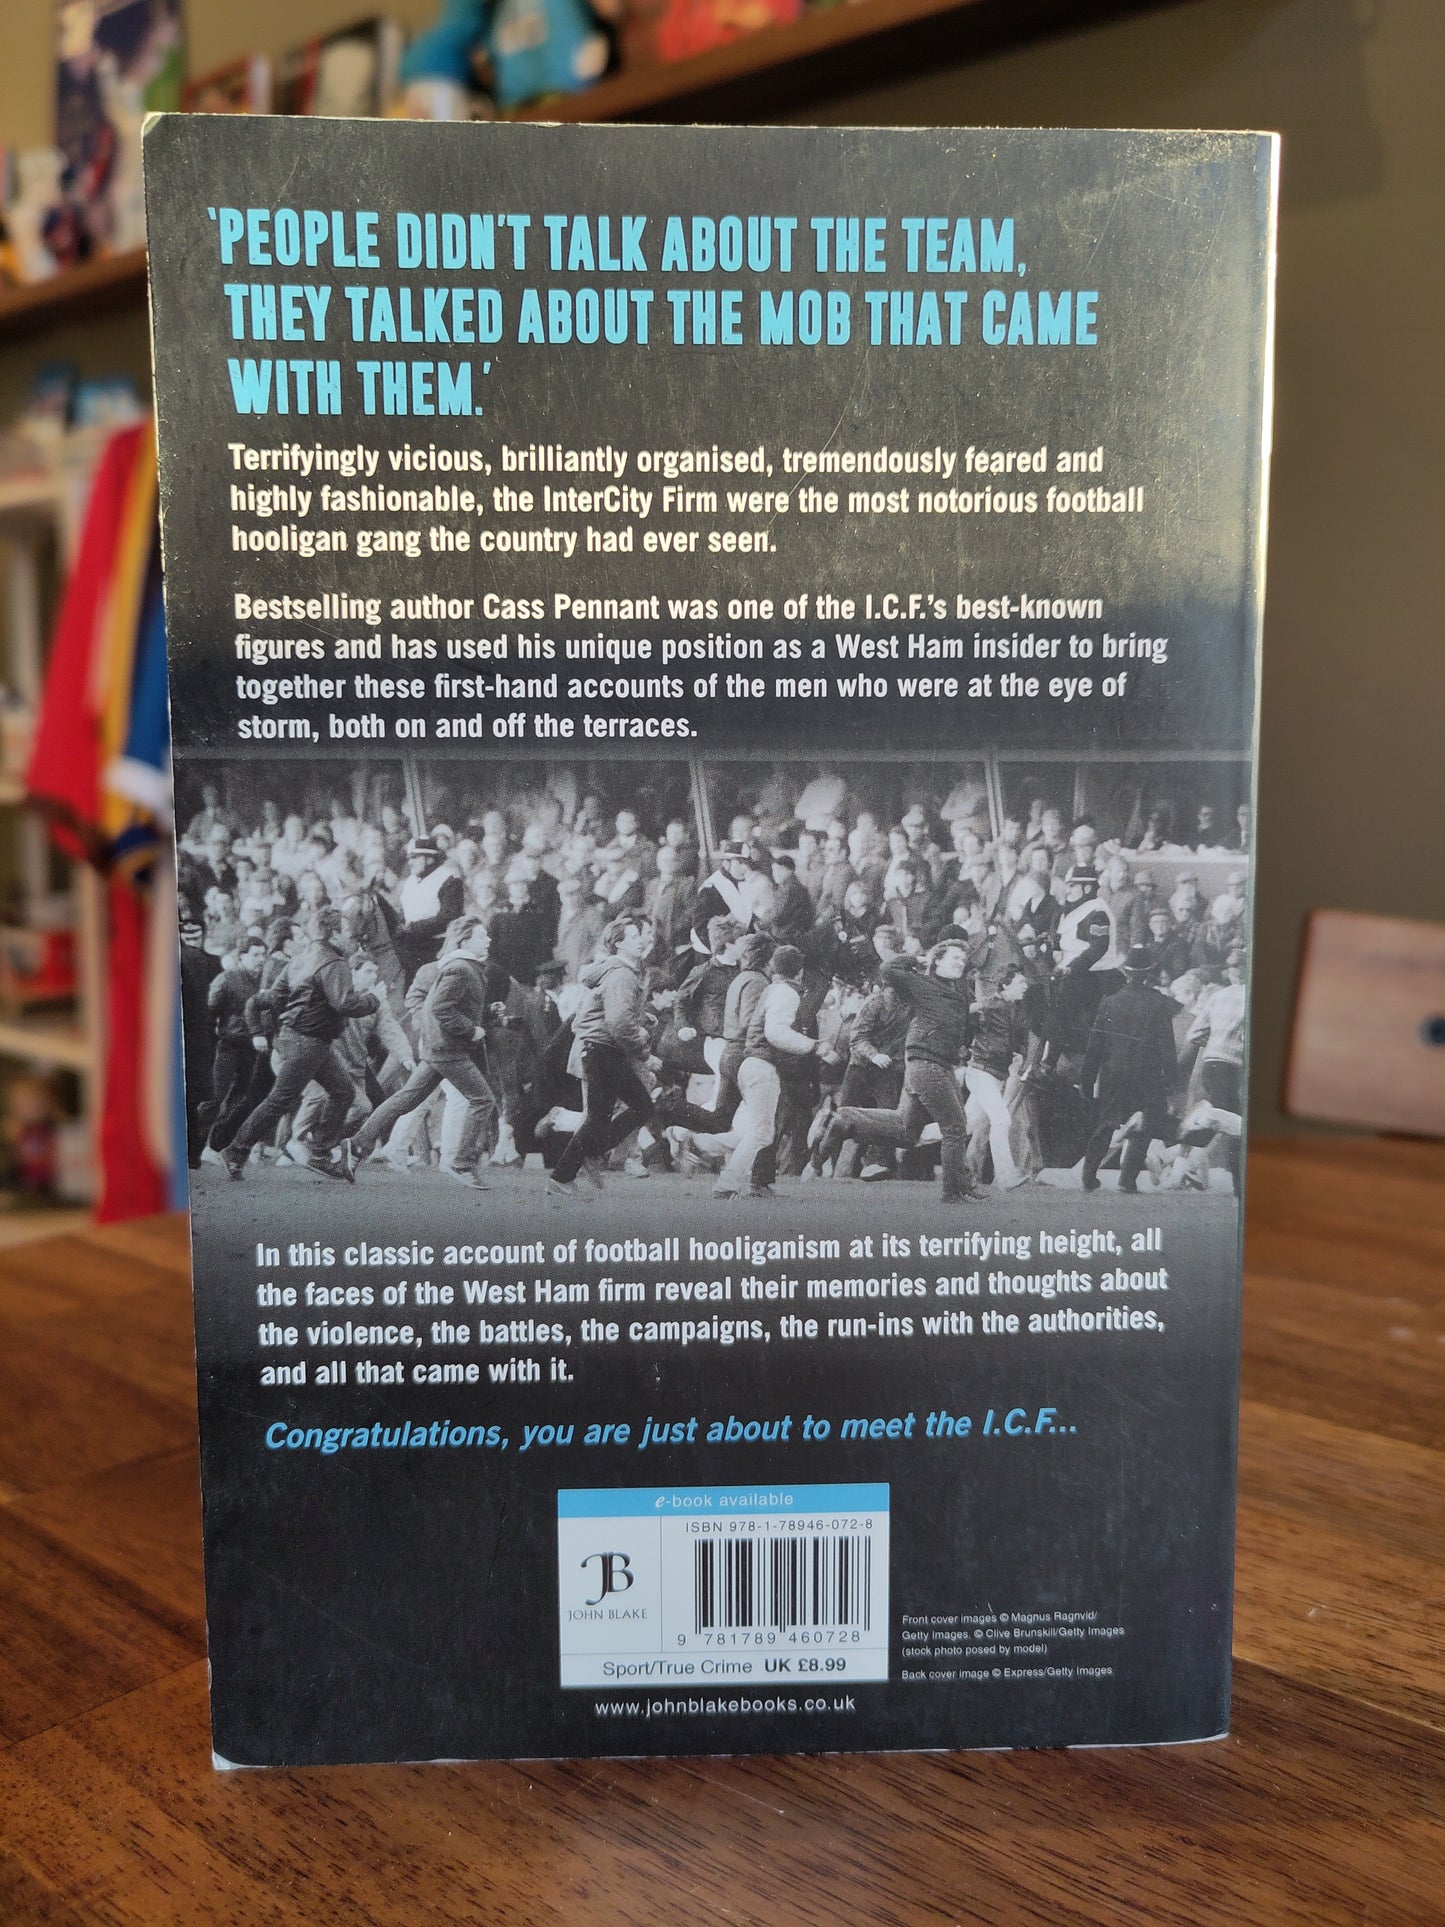 ‘PEOPLE DIDN’T TALK ABOUT THE TEAM,
THEY TALKED ABOUT THE MOB THAT CAME
WITH THEM.’
Terrifyingly vicious, brilliantly organised, tremendously feared and
highly fashionable, the InterCity Firm were the most notorious football
hooligan gang the country had ever seen.
Bestselling author Cass Pennant was one of the I.C.F.’s best-known
figures and has used his unique position as a West Ham insider to bring
together these first-hand accounts of the men who were at the eye of
storm, both on and off the terraces.
In this classic account of football hooliganism at its terrifying height, all
the faces of the West Ham firm reveal their memories and thoughts about
the violence, the battles, the campaigns, the run-ins with the authorities,
and all that came with it.
Congratulations, you are just about to meet the I.C.F...
e-book available
ISBN 978-1-78946-072-8
JB
JOHN BLAKE
9 781789 460728
Sport/True Crime UK £8.99
www.johnblakebooks.co.uk
Front cover images © Magnus Ragnvid/
Getty Images. © Clive Brunskill/Getty Images
(stock photo posed by model)
Back cover image © Express/Getty Images